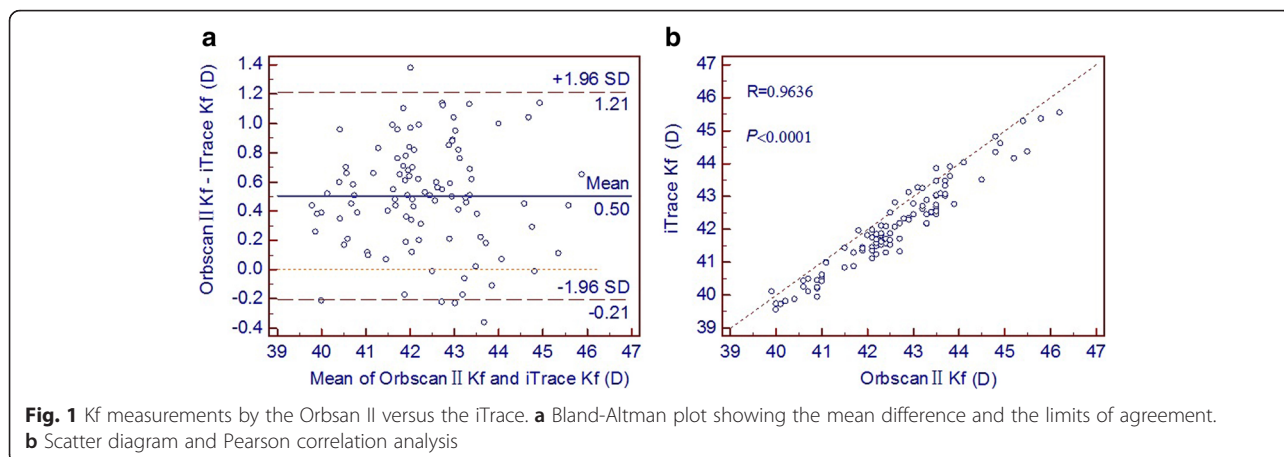 a
b
1.4
1.2
1.0
0.8
0.6
0.4
0.2
0.0
-0.2
-0.4
Orbscan II Kf - iTrace Kf (D)
+1.96 SD
1.21
Mean
0.50
-1.96 SD
-0.21
39 40 41 42 43 44 45 46 47
Mean of Orbscan II Kf and iTrace Kf (D)
47
46
45
44
43
42
41
40
39
iTrace Kf (D)
R=0.9636
P<0.0001
39 40 41 42 43 44 45 46 47
Orbscan II Kf (D)
Fig. 1 Kf measurements by the Orbsan II versus the iTrace. a Bland-Altman plot showing the mean difference and the limits of agreement.
b Scatter diagram and Pearson correlation analysis